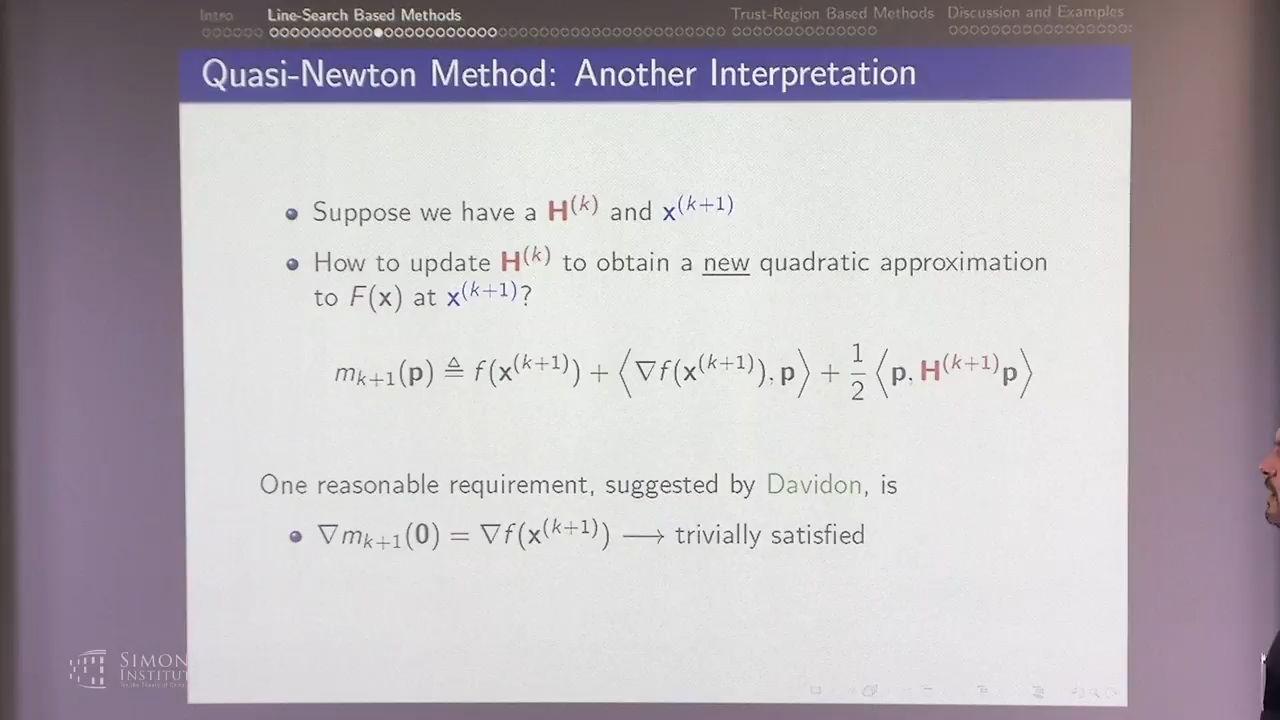 Intro Line-Search Based Methods Trust-Region Based Methods Discussion and Examples
Quasi-Newton Method: Another Interpretation
Suppose we have a H^(k) and x^(k+1)
How to update H^(k) to obtain a new quadratic approximation
to F(x) at x^(k+1)?
m_{k+1}(p) ≜ f(x^(k+1)) + ⟨∇f(x^(k+1)), p⟩ + 1/2 ⟨p, H^(k+1) p⟩
One reasonable requirement, suggested by Davidon, is
∇m_{k+1}(0) = ∇f(x^(k+1)) ⟶ trivially satisfied
SIMON
INSTITUT